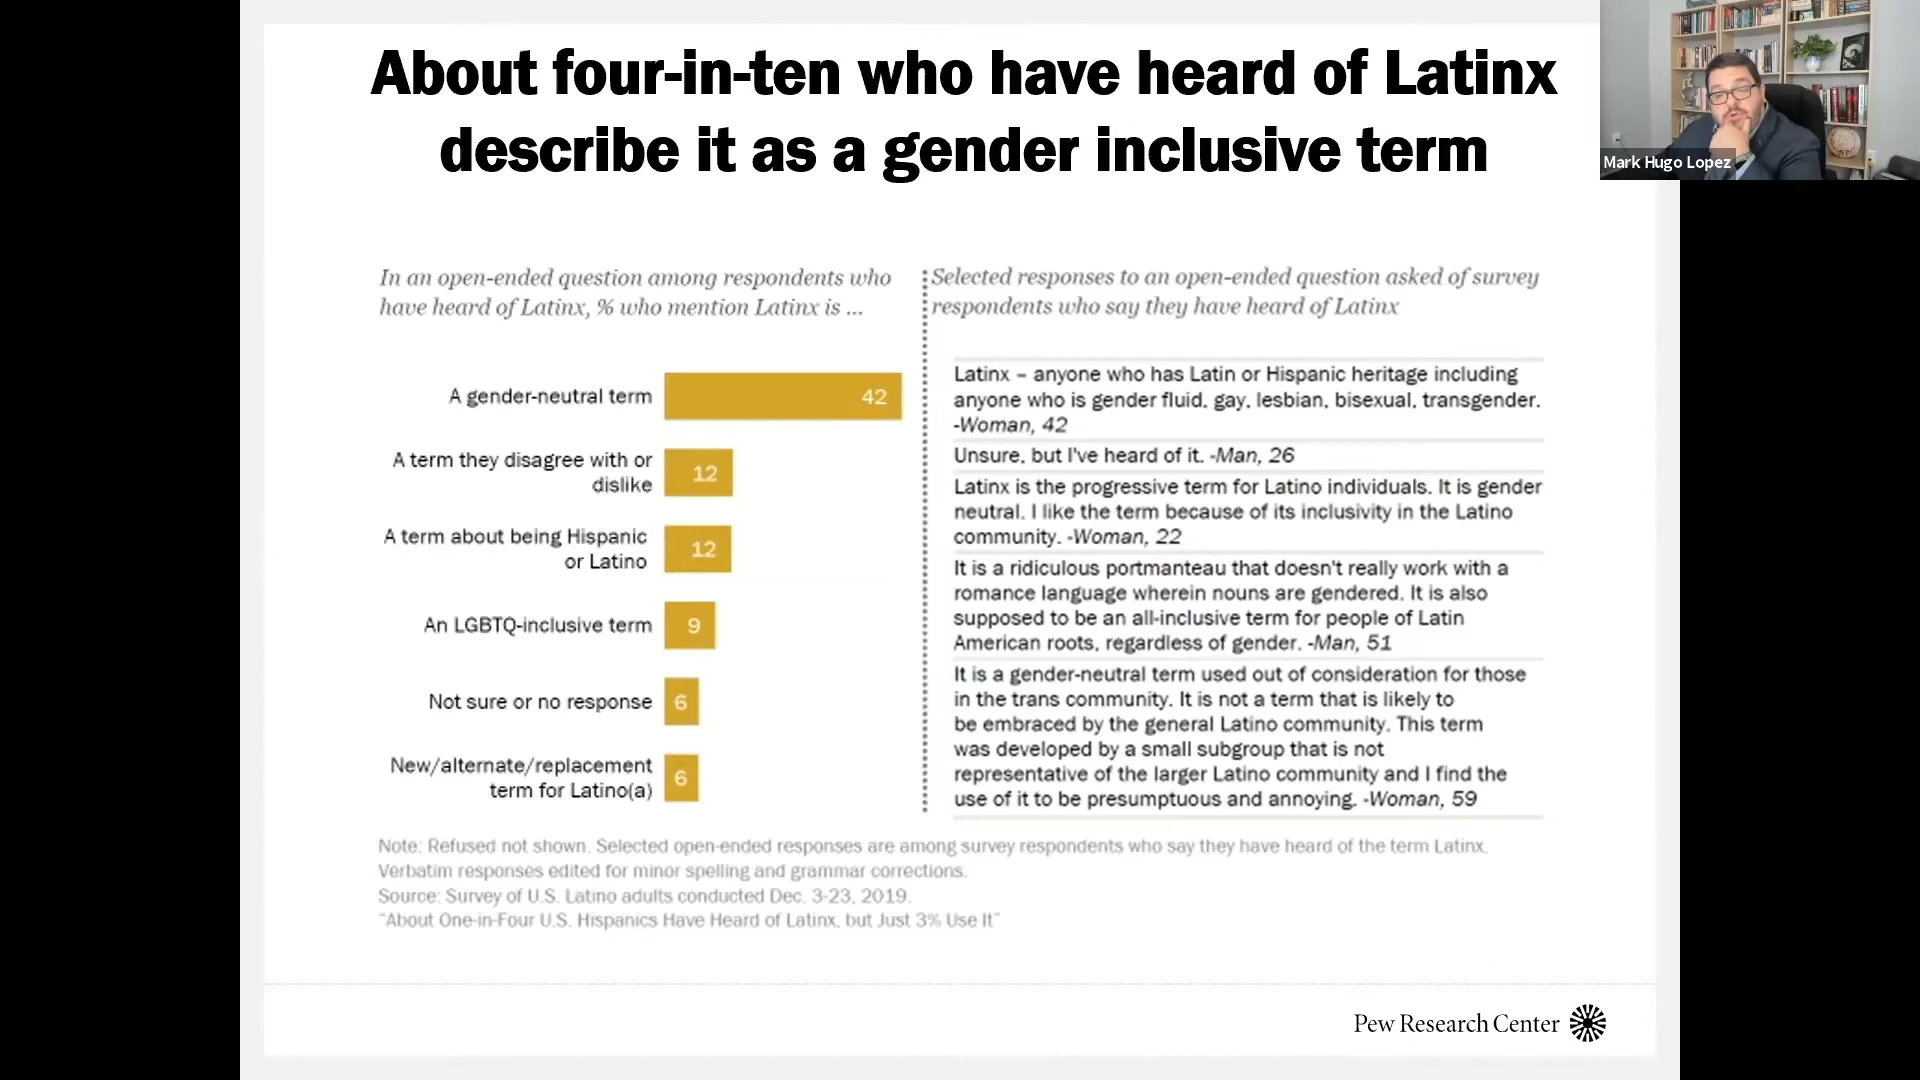 About four-in-ten who have heard of Latinx
describe it as a gender inclusive term
Mark Hugo Lopez
In an open-ended question among respondents who
have heard of Latinx, % who mention Latinx is ...
A gender-neutral term
42
A term they disagree with or
dislike
12
A term about being Hispanic
or Latino
12
An LGBTQ-inclusive term
9
Not sure or no response
6
New/alternate/replacement
term for Latino(a)
6
Selected responses to an open-ended question asked of survey
respondents who say they have heard of Latinx
Latinx – anyone who has Latin or Hispanic heritage including
anyone who is gender fluid, gay, lesbian, bisexual, transgender.
-Woman, 42
Unsure, but I've heard of it. -Man, 26
Latinx is the progressive term for Latino individuals. It is gender
neutral. I like the term because of its inclusivity in the Latino
community. -Woman, 22
It is a ridiculous portmanteau that doesn't really work with a
romance language wherein nouns are gendered. It is also
supposed to be an all-inclusive term for people of Latin
American roots, regardless of gender. -Man, 51
It is a gender-neutral term used out of consideration for those
in the trans community. It is not a term that is likely to
be embraced by the general Latino community. This term
was developed by a small subgroup that is not
representative of the larger Latino community and I find the
use of it to be presumptuous and annoying. -Woman, 59
Note: Refused not shown. Selected open-ended responses are among survey respondents who say they have heard of the term Latinx.
Verbatim responses edited for minor spelling and grammar corrections.
Source: Survey of U.S. Latino adults conducted Dec. 3-23, 2019.
“About One-in-Four U.S. Hispanics Have Heard of Latinx, but Just 3% Use It”
Pew Research Center